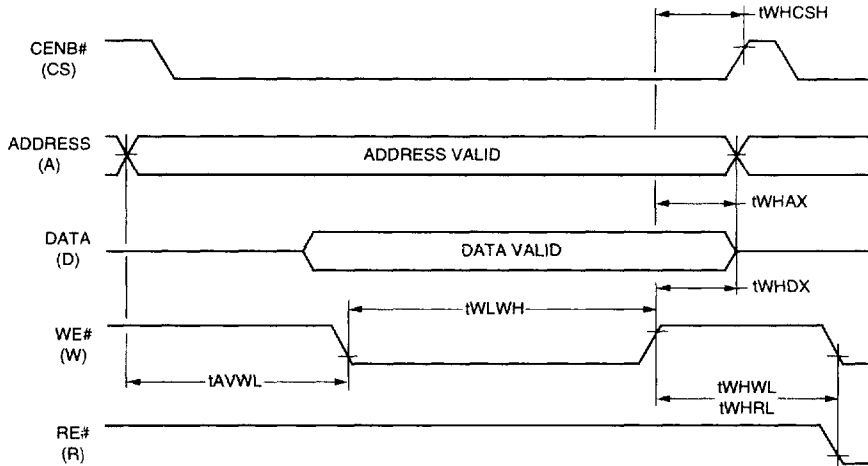 tWHCSH
CENB#
(CS)
ADDRESS
(A)
ADDRESS VALID
tWHAX
DATA
(D)
DATA VALID
tWHDX
tWLWH
WE#
(W)
tAVWL
tWHWL
tWHRL
RE#
(R)